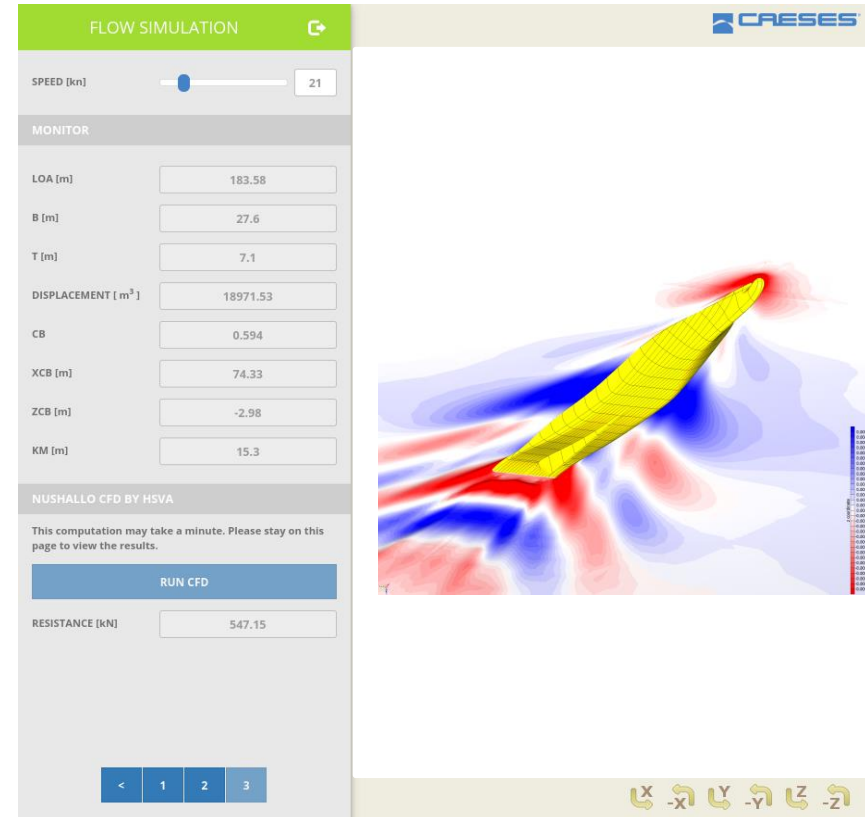 FLOW SIMULATION
CAESES
SPEED [kn]
21
MONITOR
LOA [m]
183.58
B [m]
27.6
T [m]
7.1
DISPLACEMENT [ m³ ]
18971.53
CB
0.594
XCB [m]
74.33
ZCB [m]
-2.98
KM [m]
15.3
NUSHALLO CFD BY HSVA
This computation may take a minute. Please stay on this
page to view the results.
RUN CFD
RESISTANCE [kN]
547.15
< 1 2 3
X -X Y -Y Z -Z